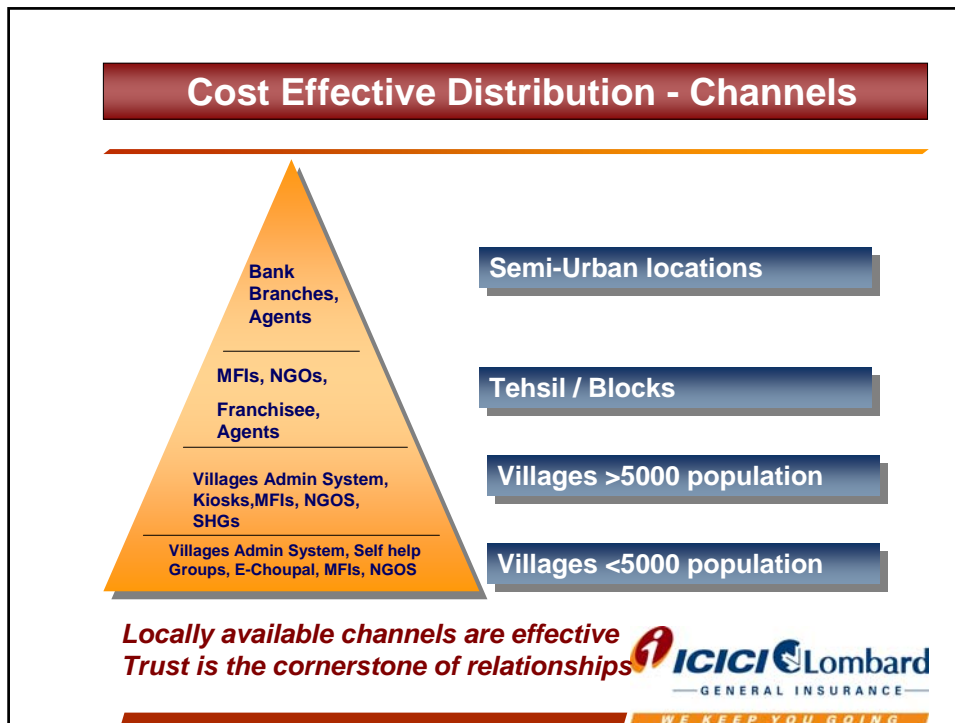 Cost Effective Distribution - Channels
Bank
Branches,
Agents
Semi-Urban locations
MFIs, NGOs,
Franchisee,
Agents
Tehsil / Blocks
Villages Admin System,
Kiosks,MFIs, NGOS,
SHGs
Villages >5000 population
Villages Admin System, Self help
Groups, E-Choupal, MFIs, NGOS
Villages <5000 population
Locally available channels are effective
Trust is the cornerstone of relationships
ICICI Lombard
GENERAL INSURANCE
WE KEEP YOU GOING